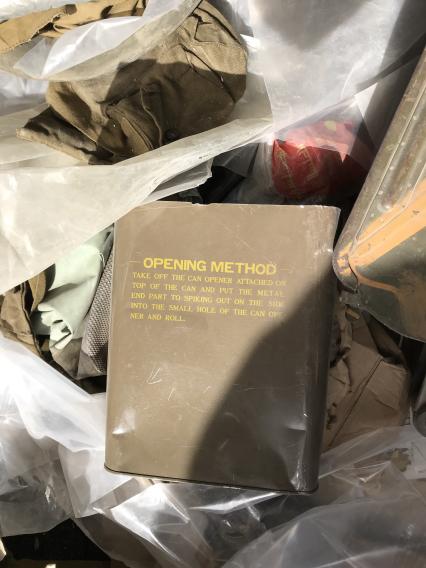 OPENING METHOD
TAKE OFF THE CAN OPENER ATTACHED ON
TOP OF THE CAN AND PUT THE METAL
END PART TO SPIKING OUT ON THE SIDE
INTO THE SMALL HOLE OF THE CAN OPE
NER AND ROLL.